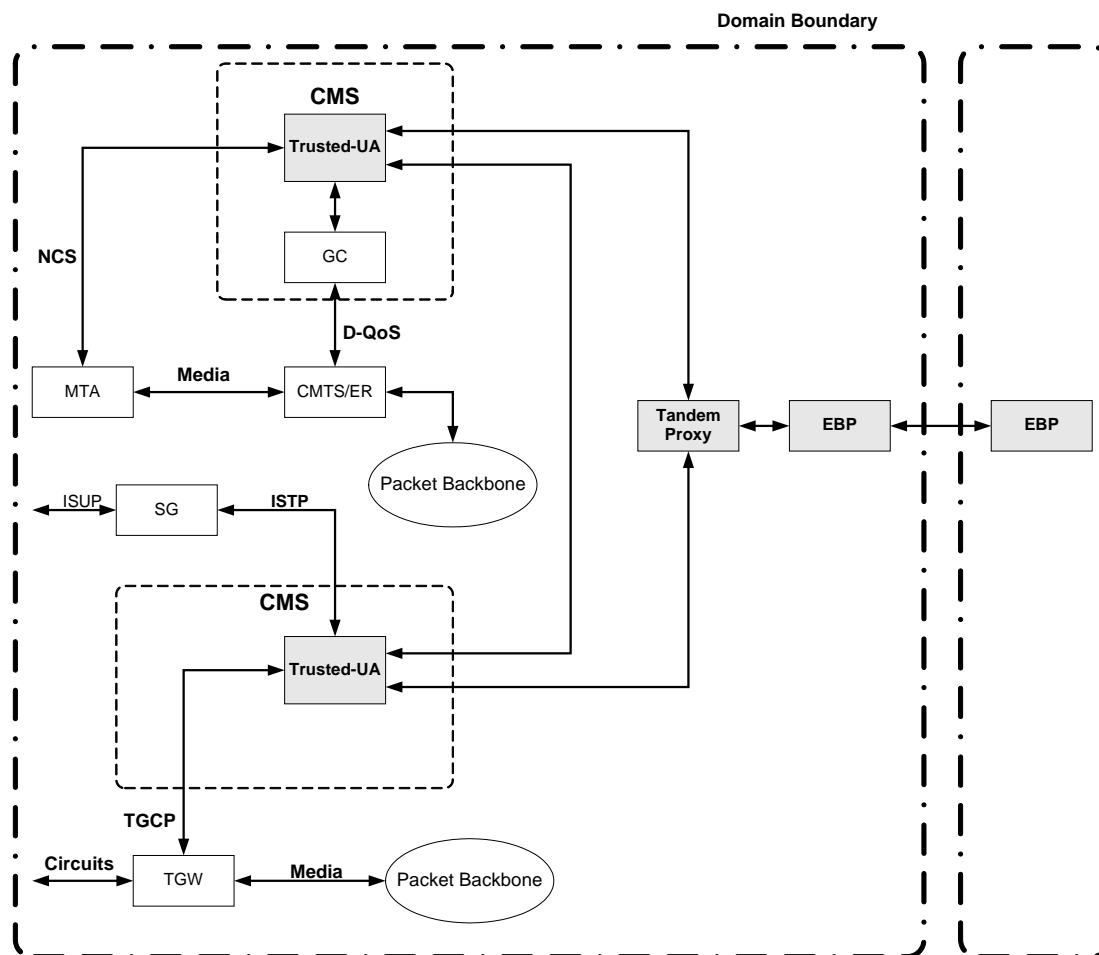 Domain Boundary
CMS
Trusted-UA
NCS
GC
D-QoS
MTA
Media
CMTS/ER
Tandem
Proxy
EBP
EBP
Packet Backbone
ISUP
SG
ISTP
CMS
Trusted-UA
TGCP
Circuits
TGW
Media
Packet Backbone